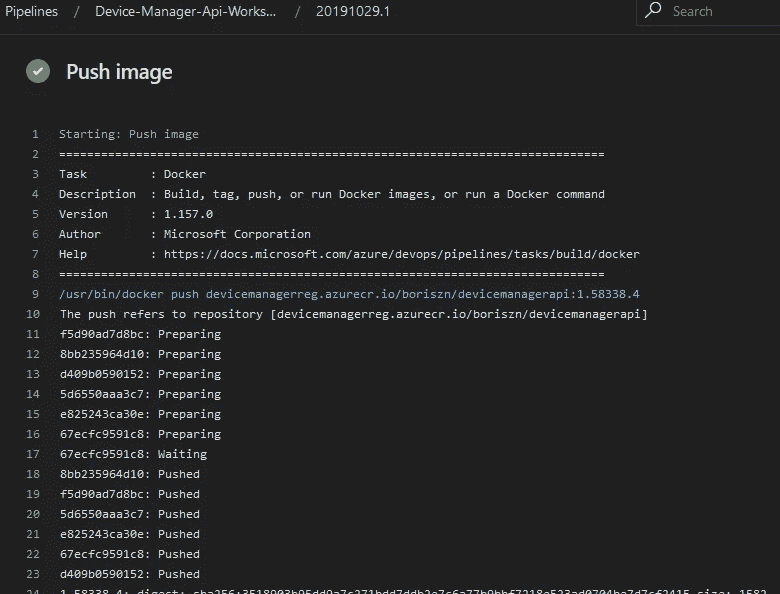 Pipelines / Device-Manager-Api-Works... / 20191029.1 Search
Push image
1 Starting: Push image
2 ==============================================================================
3 Task : Docker
4 Description : Build, tag, push, or run Docker images, or run a Docker command
5 Version : 1.157.0
6 Author : Microsoft Corporation
7 Help : https://docs.microsoft.com/azure/devops/pipelines/tasks/build/docker
8 ==============================================================================
9 /usr/bin/docker push devicemanagerreg.azurecr.io/boriszn/devicemanagerapi:1.58338.4
10 The push refers to repository [devicemanagerreg.azurecr.io/boriszn/devicemanagerapi]
11 f5d90ad7d8bc: Preparing
12 8bb235964d10: Preparing
13 d409b0590152: Preparing
14 5d6550aaa3c7: Preparing
15 e825243ca30e: Preparing
16 67ecfc9591c8: Preparing
17 67ecfc9591c8: Waiting
18 8bb235964d10: Pushed
19 f5d90ad7d8bc: Pushed
20 5d6550aaa3c7: Pushed
21 e825243ca30e: Pushed
22 67ecfc9591c8: Pushed
23 d409b0590152: Pushed
24 1.58338.4: digest: size: 1582